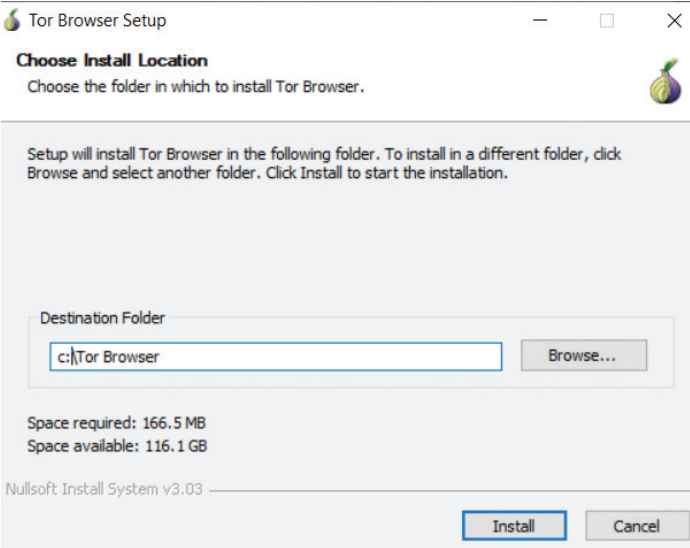 Tor Browser Setup
Choose Install Location
Choose the folder in which to install Tor Browser.
Setup will install Tor Browser in the following folder. To install in a different folder, click
Browse and select another folder. Click Install to start the installation.
Destination Folder
c:\Tor Browser
Browse...
Space required: 166.5 MB
Space available: 116.1 GB
Nullsoft Install System v3.03
Install
Cancel